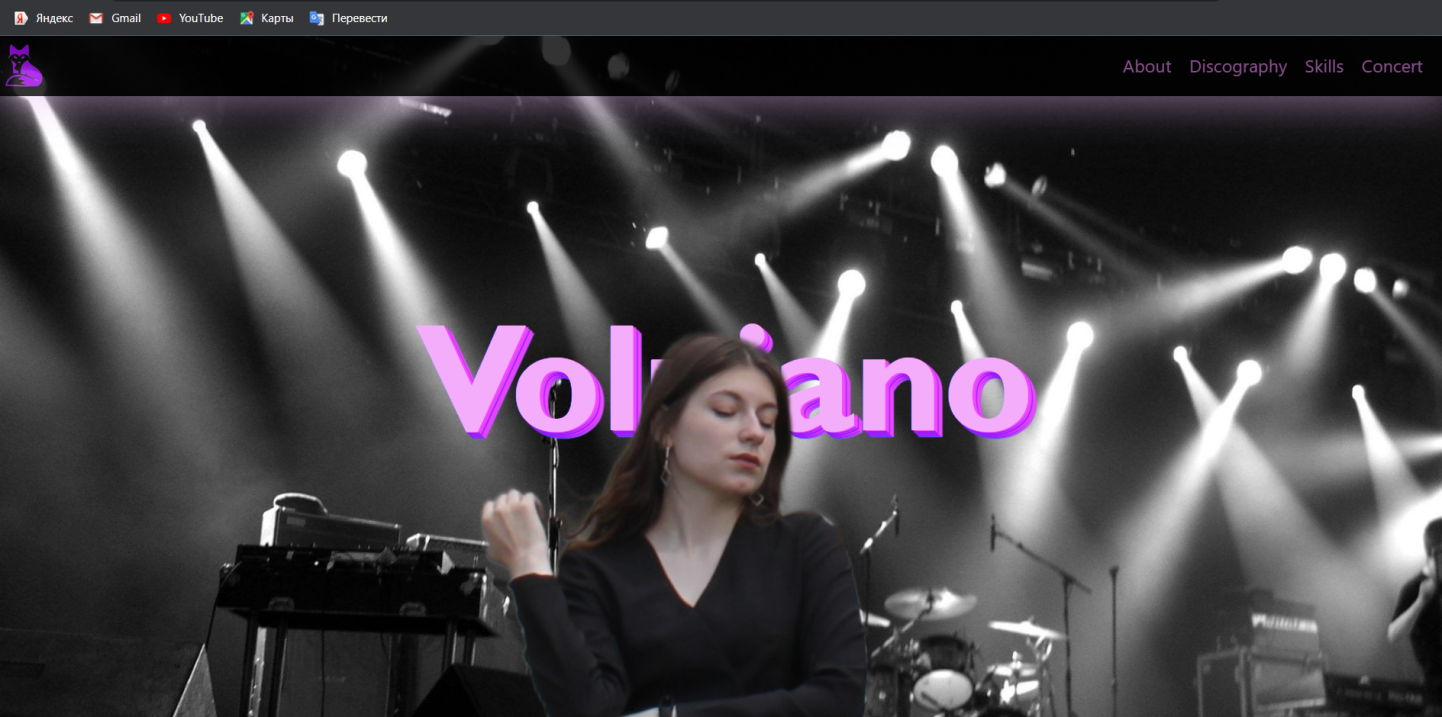 Яндекс Gmail YouTube Карты Перевести
About Discography Skills Concert